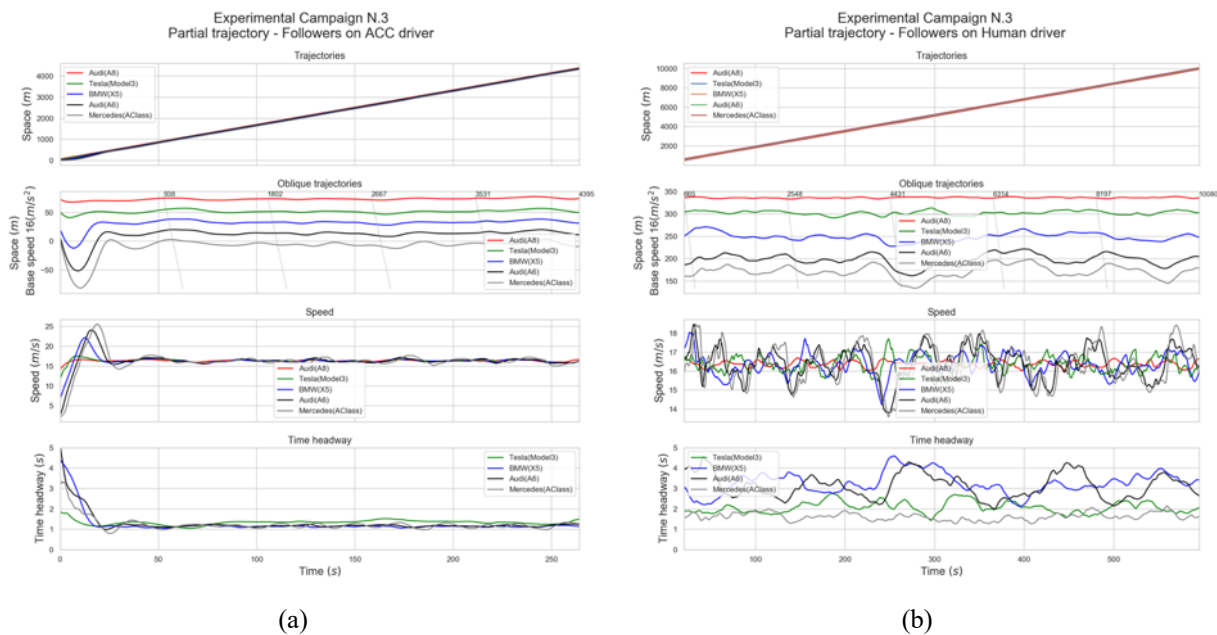 Experimental Campaign N.3
Partial trajectory - Followers on ACC driver
Trajectories
Space (m)
4000
3000
2000
1000
0
Audi(A8)
Tesla(Model3)
BMW(X5)
Audi(A6)
Mercedes(AClass)
Oblique trajectories
Space (m)
Base speed 16(m/s²)
50
0
−50
938
1802
2667
3531
4395
Audi(A8)
Tesla(Model3)
BMW(X5)
Audi(A6)
Mercedes(AClass)
Speed
Speed (m/s)
25
20
15
10
5
Audi(A8)
Tesla(Model3)
BMW(X5)
Audi(A6)
Mercedes(AClass)
Time headway
Time headway (s)
5
4
3
2
1
0
Tesla(Model3)
BMW(X5)
Audi(A6)
Mercedes(AClass)
0
50
100
150
200
250
Time (s)
(a)
Experimental Campaign N.3
Partial trajectory - Followers on Human driver
Trajectories
Space (m)
10000
8000
6000
4000
2000
Audi(A8)
Tesla(Model3)
BMW(X5)
Audi(A6)
Mercedes(AClass)
Oblique trajectories
Space (m)
Base speed 16(m/s²)
350
300
250
200
150
665
2548
4431
6314
8197
10080
Audi(A8)
Tesla(Model3)
BMW(X5)
Audi(A6)
Mercedes(AClass)
Speed
Speed (m/s)
18
17
16
15
14
Audi(A8)
Tesla(Model3)
BMW(X5)
Audi(A6)
Mercedes(AClass)
Time headway
Time headway (s)
5
4
3
2
1
0
Tesla(Model3)
BMW(X5)
Audi(A6)
Mercedes(AClass)
100
200
300
400
500
Time (s)
(b)